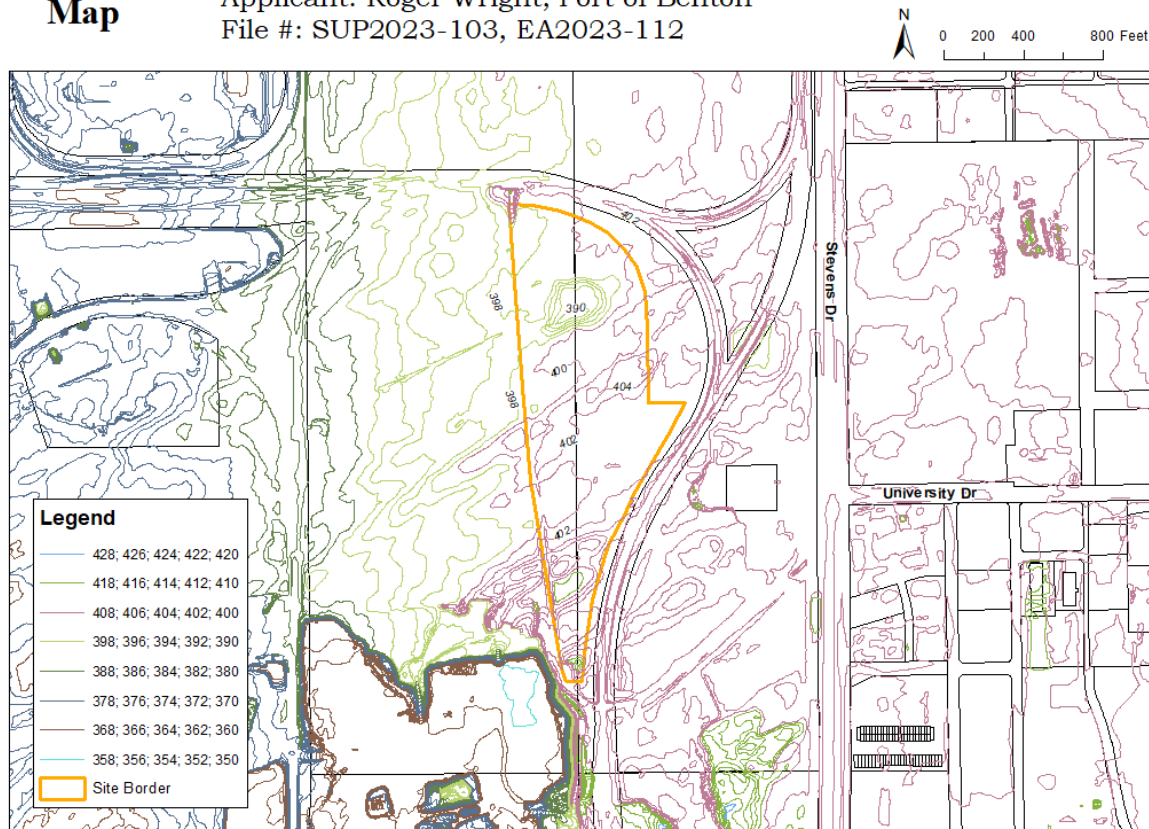 Map
Applicant: Roger Wright, Port of Benton
File #: SUP2023-103, EA2023-112
N
0 200 400 800 Feet
402
Stevens Dr
398
390
400
404
398
402
University Dr
402
Legend
428; 426; 424; 422; 420
418; 416; 414; 412; 410
408; 406; 404; 402; 400
398; 396; 394; 392; 390
388; 386; 384; 382; 380
378; 376; 374; 372; 370
368; 366; 364; 362; 360
358; 356; 354; 352; 350
Site Border